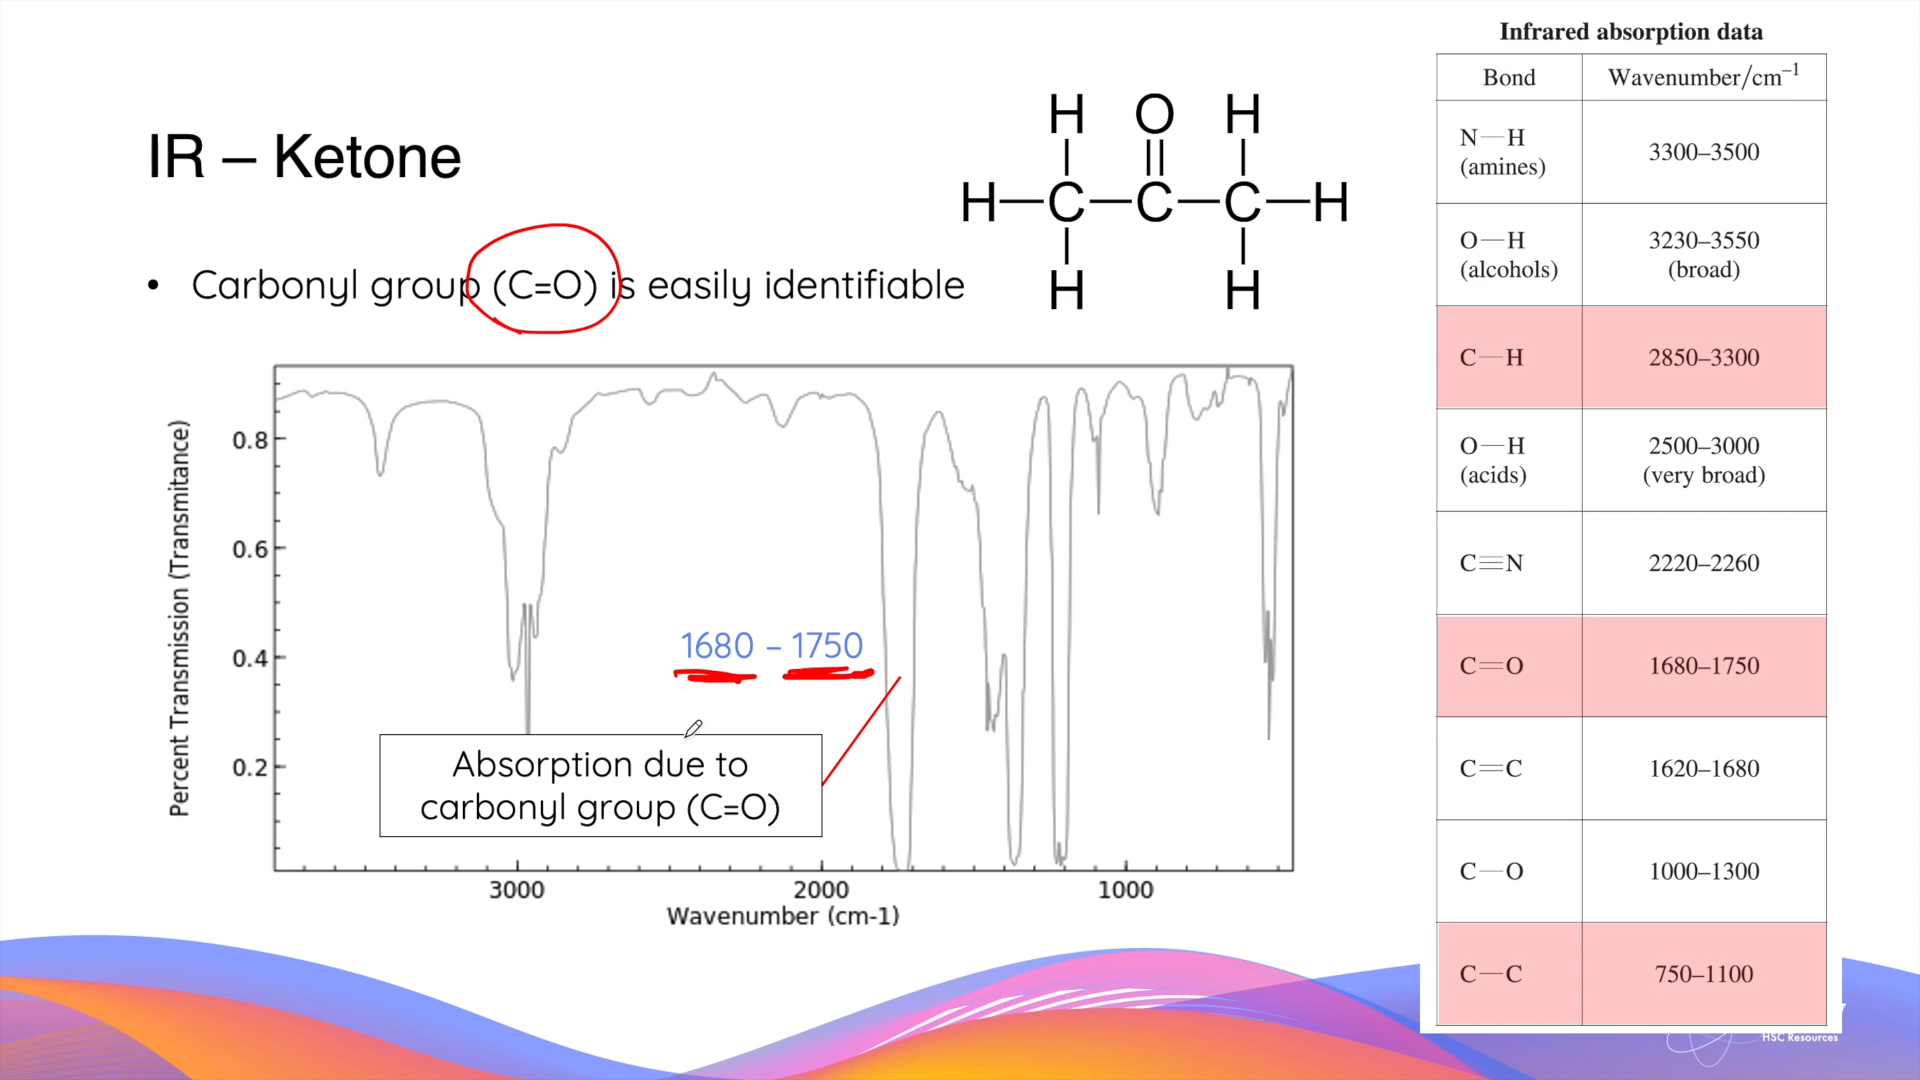 IR – Ketone
• Carbonyl group (C=O) is easily identifiable
H O H
H—C—C—C—H
H H
Percent Transmission (Transmitance)
0.8
0.6
0.4
0.2
1680 – 1750
Absorption due to
carbonyl group (C=O)
3000 2000 1000
Wavenumber (cm-1)
Infrared absorption data
Bond Wavenumber/cm⁻¹
N—H
(amines)
3300–3500
O—H
(alcohols)
3230–3550
(broad)
C—H 2850–3300
O—H
(acids)
2500–3000
(very broad)
C≡N 2220–2260
C=O 1680–1750
C=C 1620–1680
C—O 1000–1300
C—C 750–1100
HSC Resources